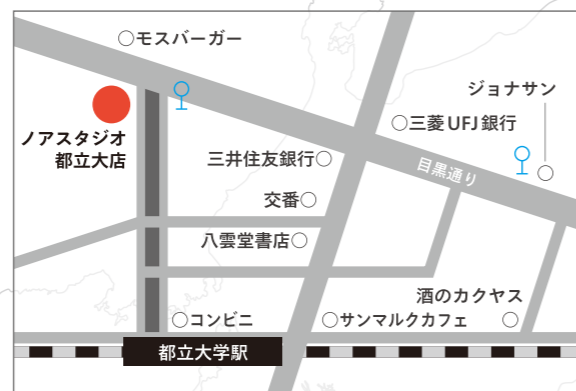 モスバーガー
ジョナサン
三菱UFJ銀行
ノアスタジオ
都立大店
三井住友銀行
目黒通り
交番
八雲堂書店
酒のカクヤス
コンビニ
サンマルクカフェ
都立大学駅